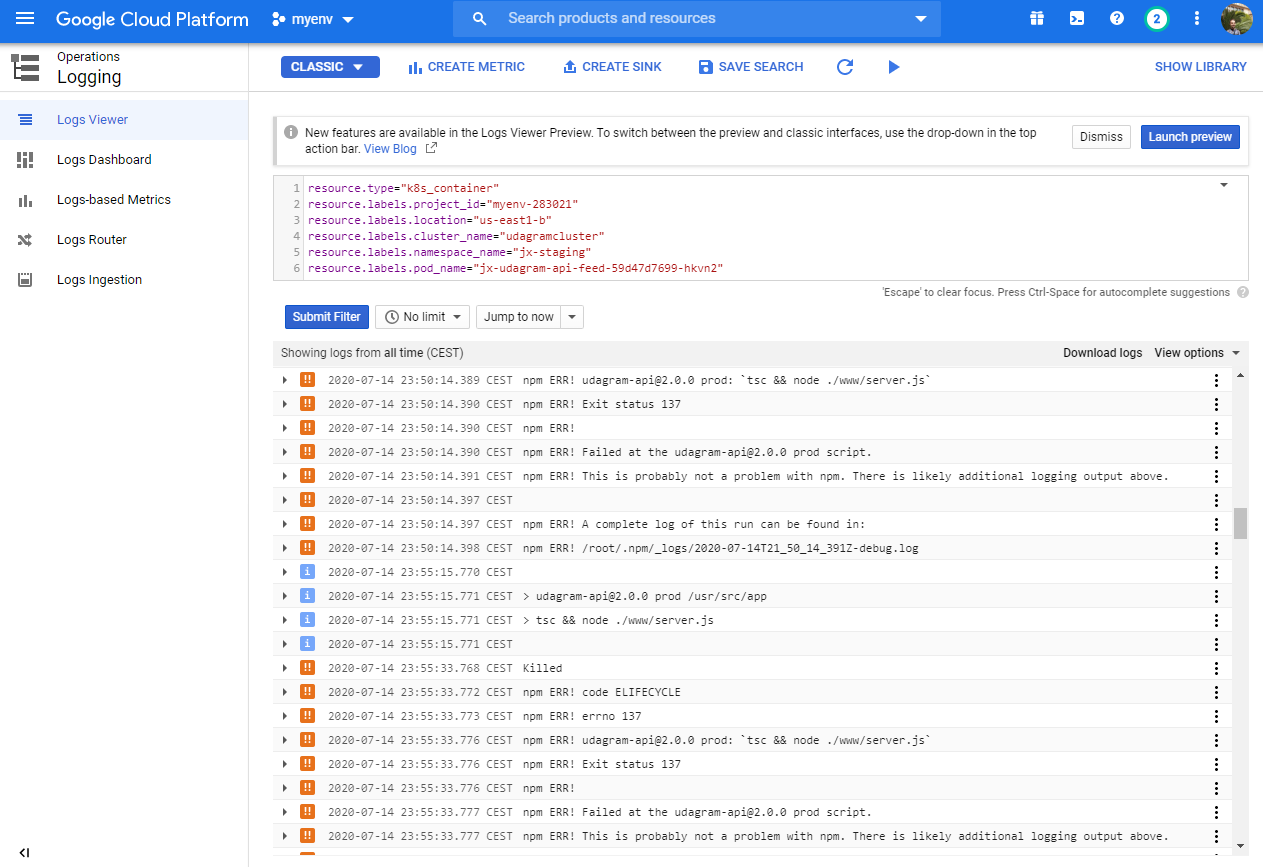 Google Cloud Platform
myenv
Search products and resources
2
Operations
Logging
CLASSIC
CREATE METRIC
CREATE SINK
SAVE SEARCH
SHOW LIBRARY
Logs Viewer
Logs Dashboard
Logs-based Metrics
Logs Router
Logs Ingestion
New features are available in the Logs Viewer Preview. To switch between the preview and classic interfaces, use the drop-down in the top
action bar. View Blog
Dismiss
Launch preview
1 resource.type="k8s_container"
2 resource.labels.project_id="myenv-283021"
3 resource.labels.location="us-east1-b"
4 resource.labels.cluster_name="udagramcluster"
5 resource.labels.namespace_name="jx-staging"
6 resource.labels.pod_name="jx-udagram-api-feed-59d47d7699-hkvn2"
'Escape' to clear focus. Press Ctrl-Space for autocomplete suggestions
Submit Filter
No limit
Jump to now
Showing logs from all time (CEST)
Download logs
View options
!! 2020-07-14 23:50:14.389 CEST npm ERR! udagram-api@2.0.0 prod: `tsc && node ./www/server.js`
!! 2020-07-14 23:50:14.390 CEST npm ERR! Exit status 137
!! 2020-07-14 23:50:14.390 CEST npm ERR!
!! 2020-07-14 23:50:14.390 CEST npm ERR! Failed at the udagram-api@2.0.0 prod script.
!! 2020-07-14 23:50:14.391 CEST npm ERR! This is probably not a problem with npm. There is likely additional logging output above.
!! 2020-07-14 23:50:14.397 CEST
!! 2020-07-14 23:50:14.397 CEST npm ERR! A complete log of this run can be found in:
!! 2020-07-14 23:50:14.398 CEST npm ERR! /root/.npm/_logs/2020-07-14T21_50_14_391Z-debug.log
i 2020-07-14 23:55:15.770 CEST
i 2020-07-14 23:55:15.771 CEST > udagram-api@2.0.0 prod /usr/src/app
i 2020-07-14 23:55:15.771 CEST > tsc && node ./www/server.js
i 2020-07-14 23:55:15.771 CEST
!! 2020-07-14 23:55:33.768 CEST Killed
!! 2020-07-14 23:55:33.772 CEST npm ERR! code ELIFECYCLE
!! 2020-07-14 23:55:33.773 CEST npm ERR! errno 137
!! 2020-07-14 23:55:33.776 CEST npm ERR! udagram-api@2.0.0 prod: `tsc && node ./www/server.js`
!! 2020-07-14 23:55:33.776 CEST npm ERR! Exit status 137
!! 2020-07-14 23:55:33.776 CEST npm ERR!
!! 2020-07-14 23:55:33.777 CEST npm ERR! Failed at the udagram-api@2.0.0 prod script.
!! 2020-07-14 23:55:33.777 CEST npm ERR! This is probably not a problem with npm. There is likely additional logging output above.